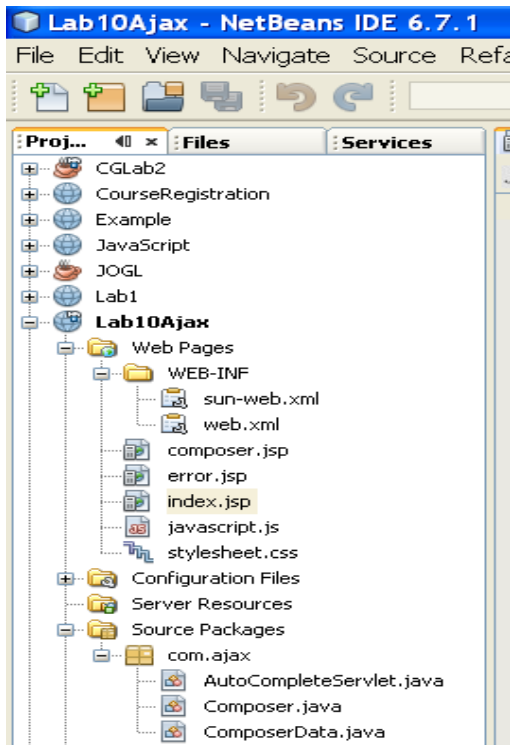 Lab10Ajax - NetBeans IDE 6.7.1
File Edit View Navigate Source Refa
Proj... Files Services
CGLab2
CourseRegistration
Example
JavaScript
JOGL
Lab1
Lab10Ajax
Web Pages
WEB-INF
sun-web.xml
web.xml
composer.jsp
error.jsp
index.jsp
javascript.js
stylesheet.css
Configuration Files
Server Resources
Source Packages
com.ajax
AutoCompleteServlet.java
Composer.java
ComposerData.java